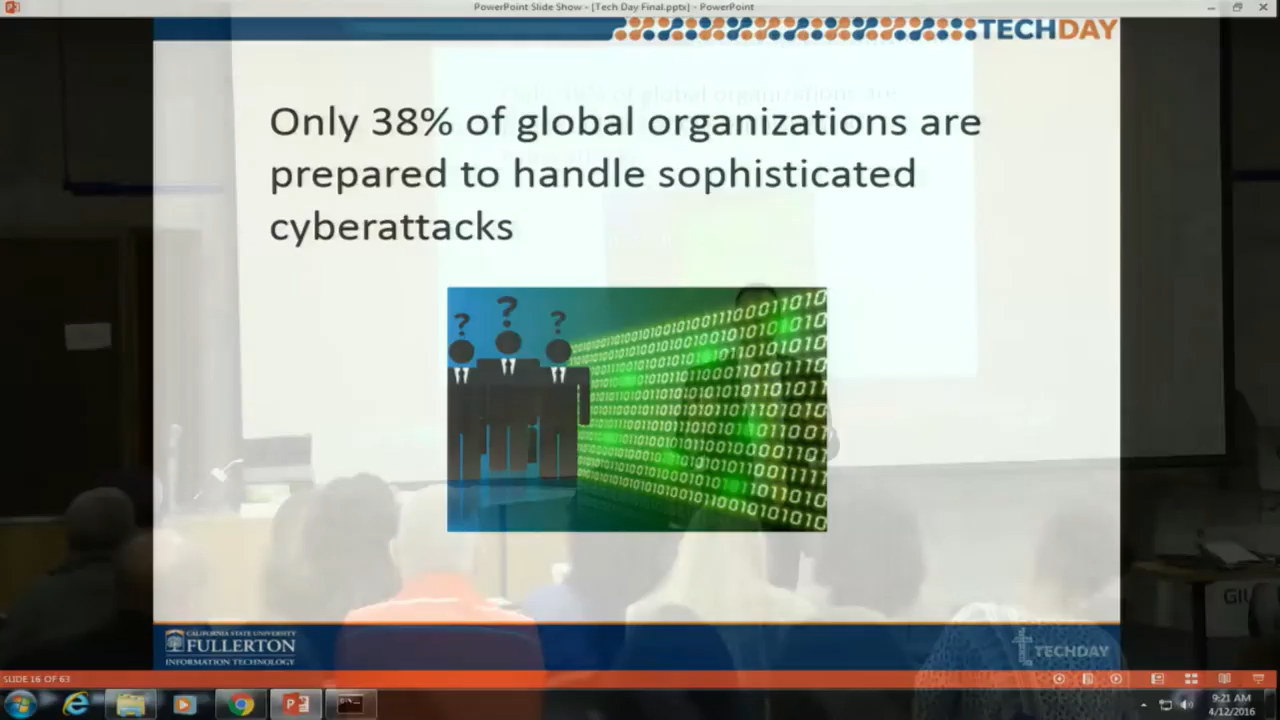 PowerPoint Slide Show - [Tech Day Final.pptx] - PowerPoint
TECHDAY
Only 38% of global organizations are
prepared to handle sophisticated
cyberattacks
? ? ?
CALIFORNIA STATE UNIVERSITY
FULLERTON
INFORMATION TECHNOLOGY
TECHDAY
SLIDE 16 OF 63
9:21 AM
4/12/2016